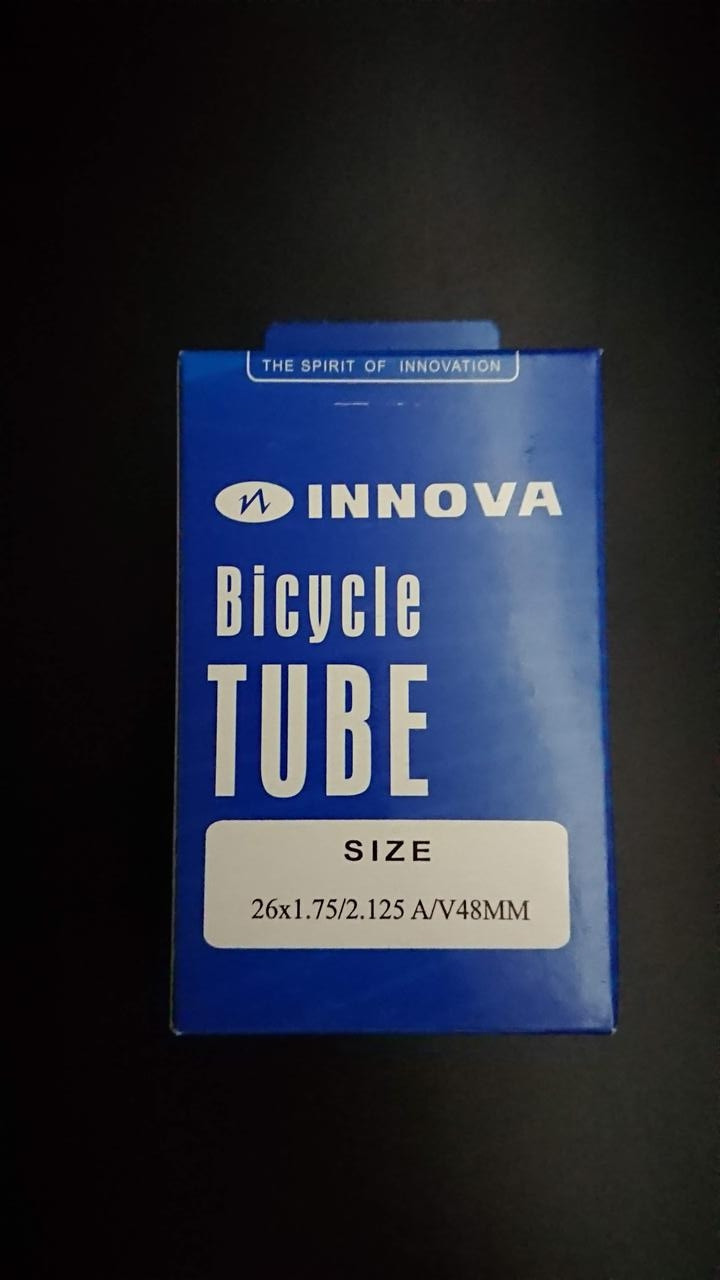 THE SPIRIT OF INNOVATION
INNOVA
Bicycle
TUBE
SIZE
26x1.75/2.125 A/V48MM